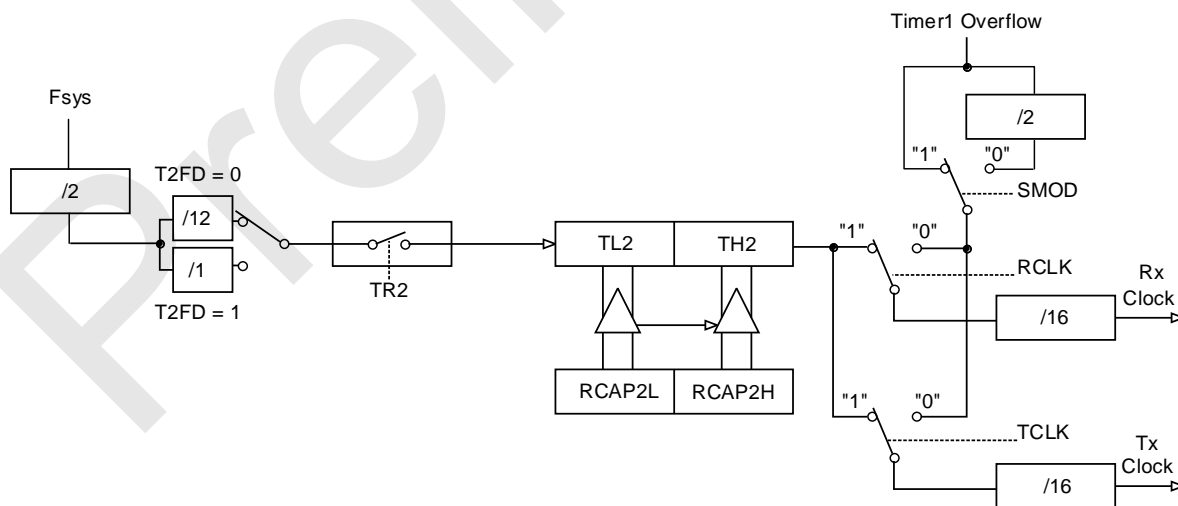 Timer1 Overflow
Fsys
/2
T2FD = 0
/12
/1
T2FD = 1
TR2
TL2
TH2
RCAP2L
RCAP2H
/2
"1"
"0"
SMOD
"1"
"0"
RCLK
/16
Rx
Clock
"1"
"0"
TCLK
/16
Tx
Clock
Prem